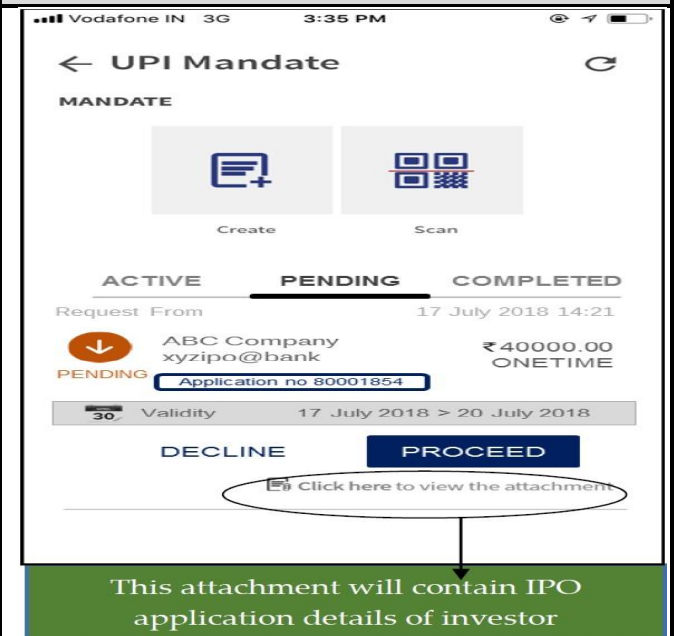 Vodafone IN 3G 3:35 PM
← UPI Mandate
MANDATE
Create Scan
ACTIVE PENDING COMPLETED
Request From 17 July 2018 14:21
ABC Company ₹40000.00
xyzipo@bank ONETIME
PENDING
Application no 80001854
30 Validity 17 July 2018 > 20 July 2018
DECLINE PROCEED
Click here to view the attachment
This attachment will contain IPO
application details of investor